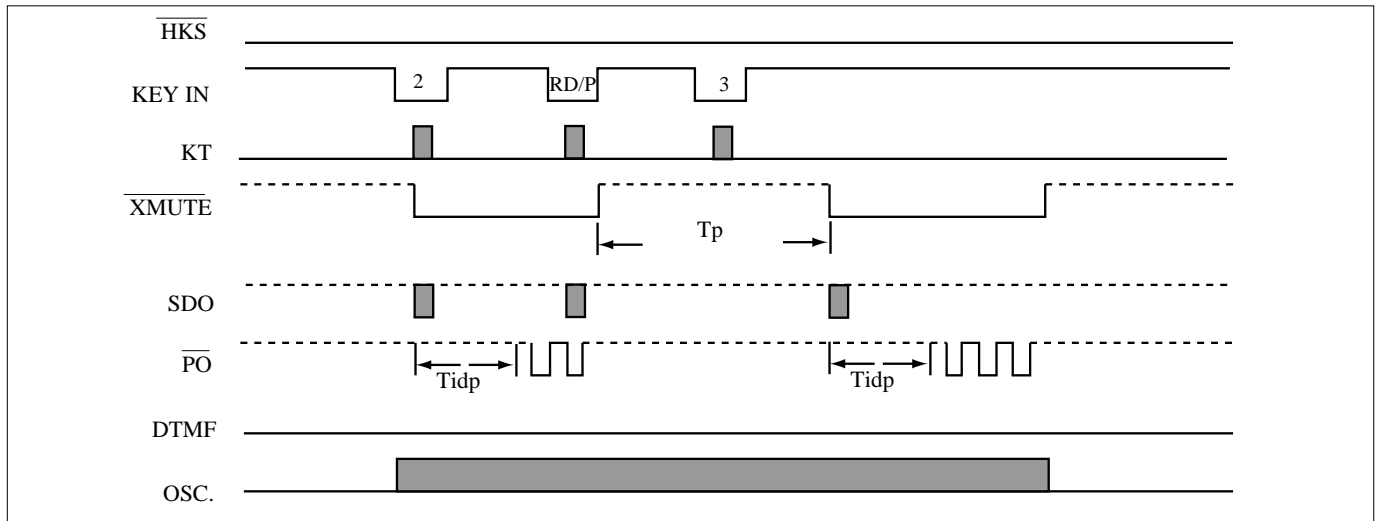 HKS
KEY IN
2
RD/P
3
KT
XMUTE
Tp
SDO
PO
Tidp
Tidp
DTMF
OSC.